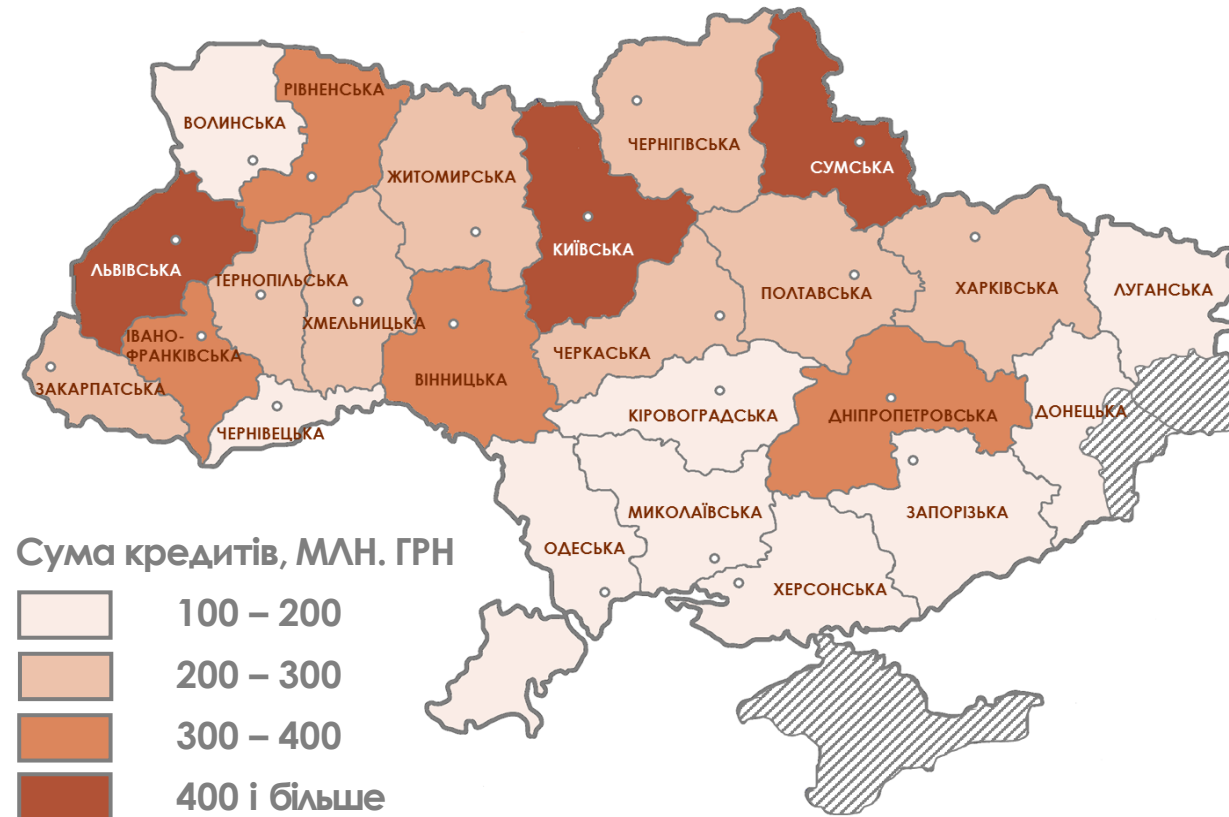 РІВНЕНСЬКА
ВОЛИНСЬКА
ЧЕРНІГІВСЬКА
СУМСЬКА
ЖИТОМИРСЬКА
КИЇВСЬКА
ЛЬВІВСЬКА
ТЕРНОПІЛЬСЬКА
ХМЕЛЬНИЦЬКА
ПОЛТАВСЬКА
ХАРКІВСЬКА
ЛУГАНСЬКА
ІВАНО-
ФРАНКІВСЬКА
ЧЕРКАСЬКА
ВІННИЦЬКА
ЗАКАРПАТСЬКА
ЧЕРНІВЕЦЬКА
КІРОВОГРАДСЬКА
ДНІПРОПЕТРОВСЬКА
ДОНЕЦЬКА
МИКОЛАЇВСЬКА
ЗАПОРІЗЬКА
ОДЕСЬКА
ХЕРСОНСЬКА
Сума кредитів, МЛН. ГРН
100 – 200
200 – 300
300 – 400
400 і більше